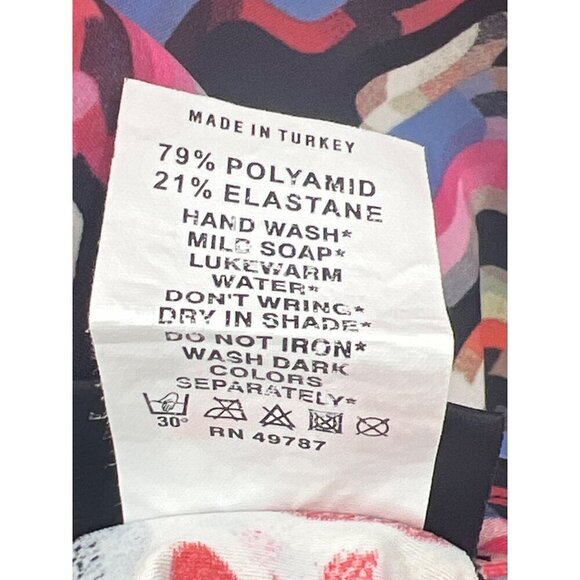 MADE IN TURKEY
79% POLYAMID
21% ELASTANE
HAND WASH*
MILD SOAP*
LUKEWARM
WATER*
DON'T WRING*
DRY IN SHADE*
DO NOT IRON*
WASH DARK
COLORS
SEPARATELY*
30°
RN 49787